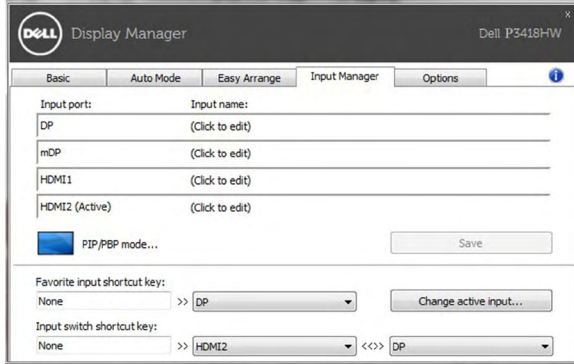 x
DELL Display Manager Dell P3418HW
Basic Auto Mode Easy Arrange Input Manager Options i
Input port: Input name:
DP (Click to edit)
mDP (Click to edit)
HDMI1 (Click to edit)
HDMI2 (Active) (Click to edit)
PIP/PBP mode... Save
Favorite input shortcut key:
None >> DP Change active input...
Input switch shortcut key:
None >> HDMI2 <<>> DP